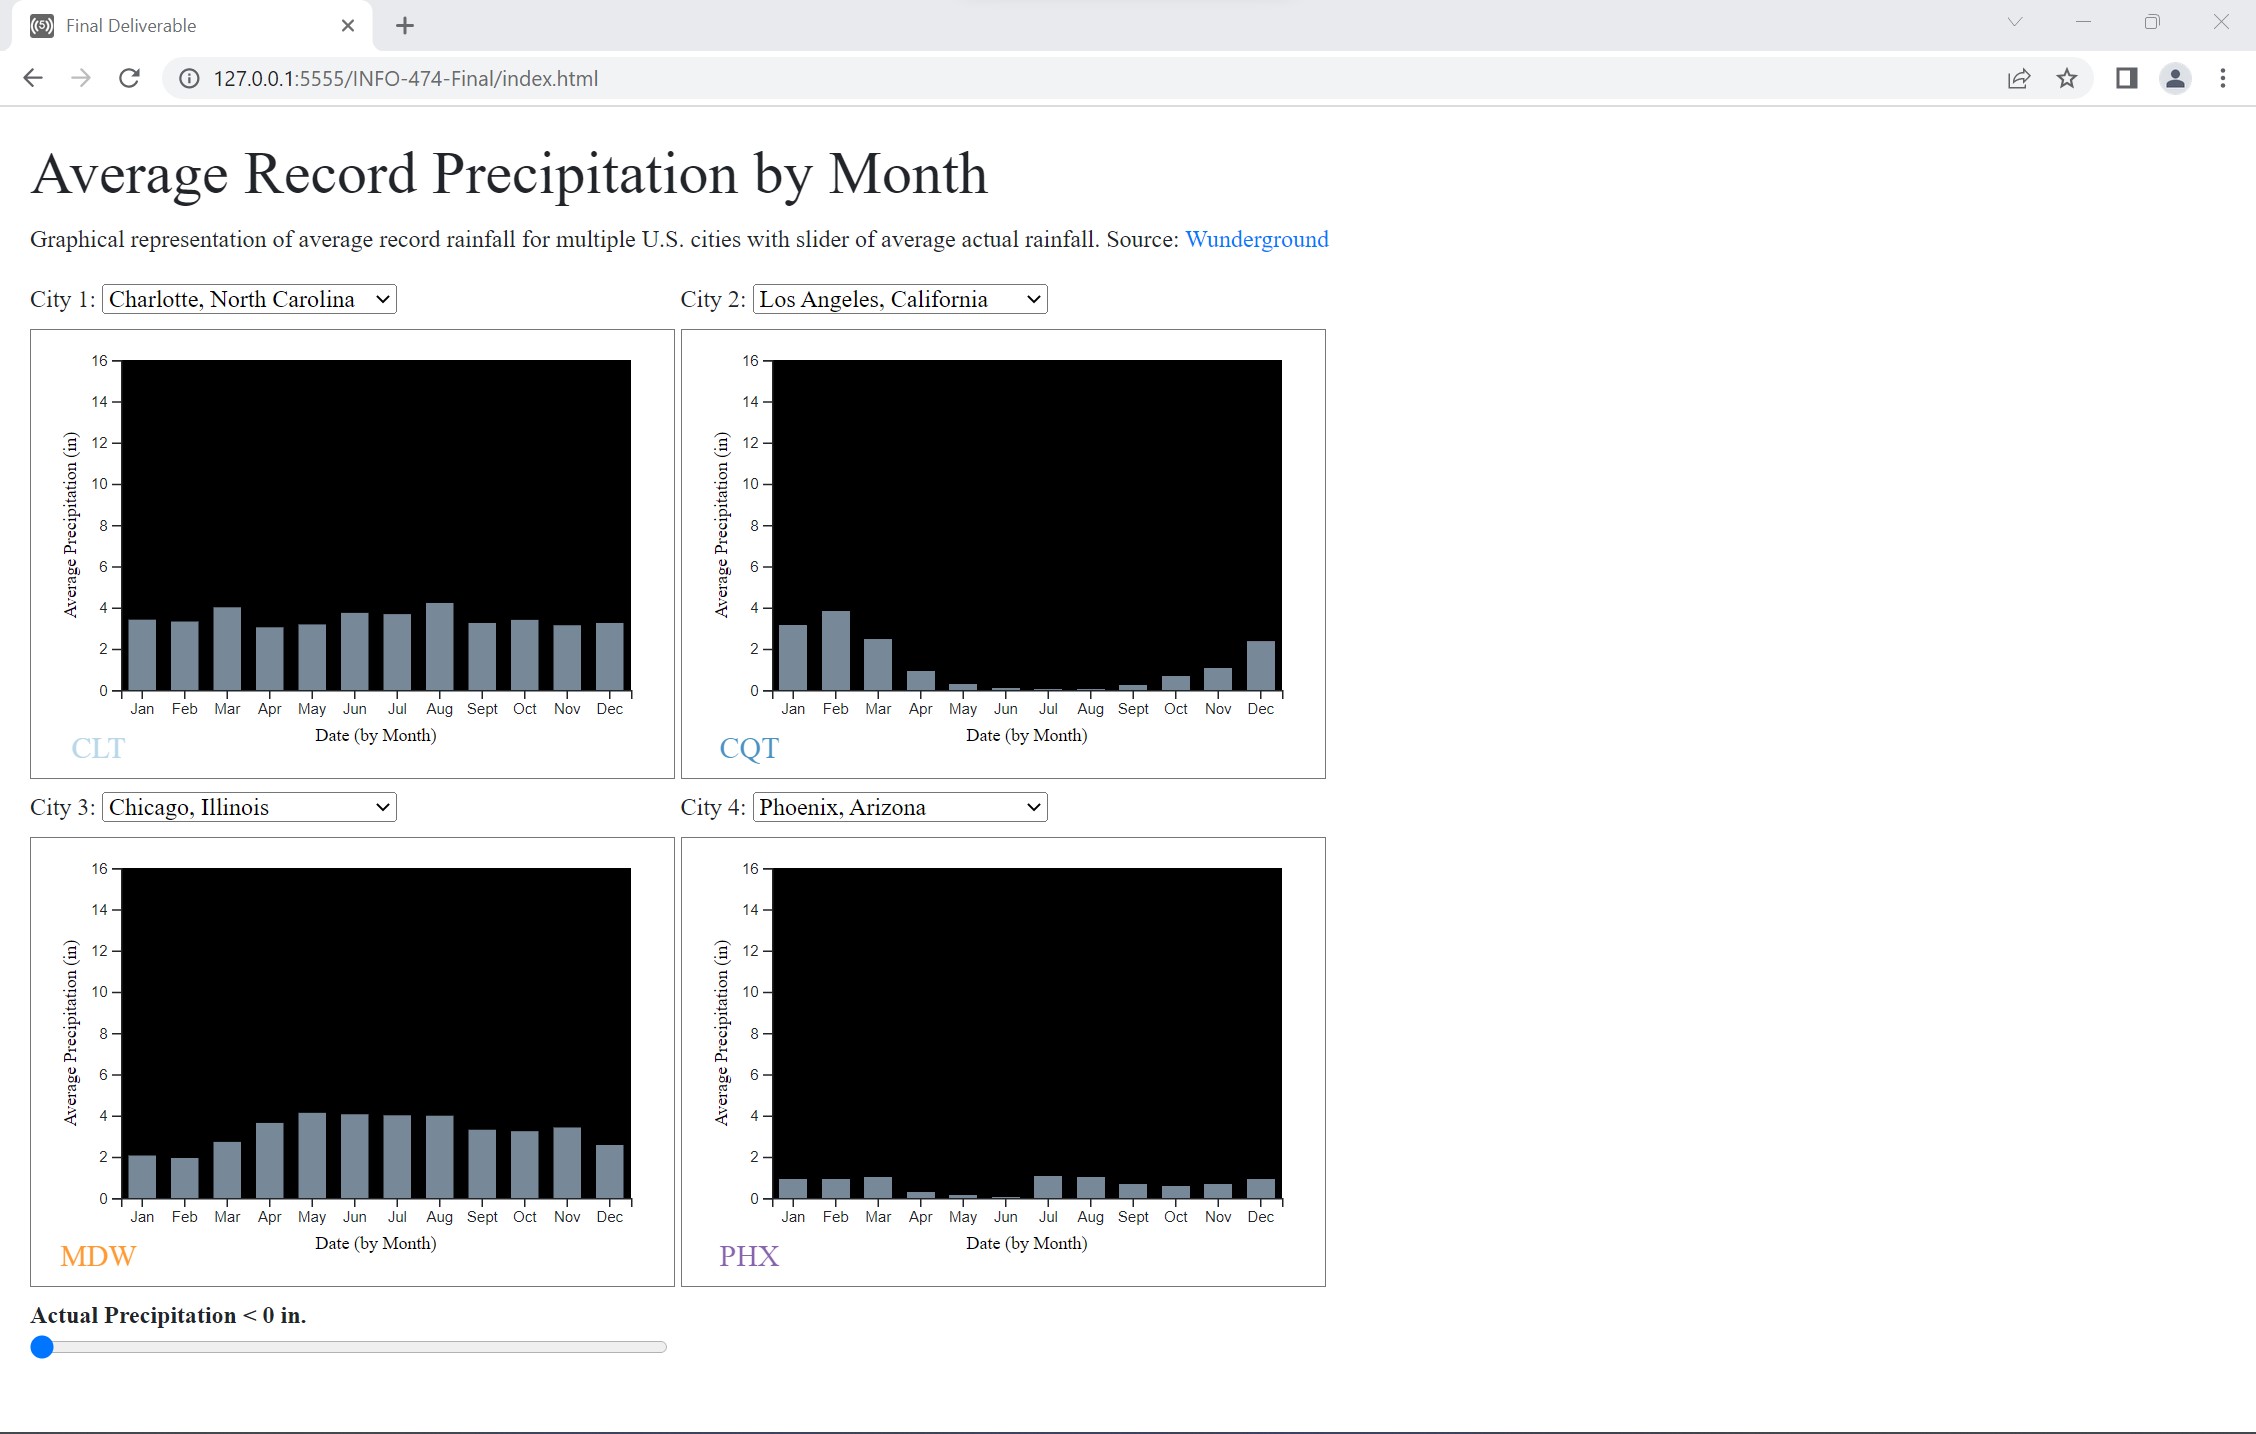 Final Deliverable
127.0.0.1:5555/INFO-474-Final/index.html
Average Record Precipitation by Month
Graphical representation of average record rainfall for multiple U.S. cities with slider of average actual rainfall. Source: Wunderground
City 1: Charlotte, North Carolina
16
14
12
10
8
6
4
2
0
Average Precipitation (in)
Jan Feb Mar Apr May Jun Jul Aug Sept Oct Nov Dec
Date (by Month)
CLT
City 2: Los Angeles, California
16
14
12
10
8
6
4
2
0
Average Precipitation (in)
Jan Feb Mar Apr May Jun Jul Aug Sept Oct Nov Dec
Date (by Month)
CQT
City 3: Chicago, Illinois
16
14
12
10
8
6
4
2
0
Average Precipitation (in)
Jan Feb Mar Apr May Jun Jul Aug Sept Oct Nov Dec
Date (by Month)
MDW
City 4: Phoenix, Arizona
16
14
12
10
8
6
4
2
0
Average Precipitation (in)
Jan Feb Mar Apr May Jun Jul Aug Sept Oct Nov Dec
Date (by Month)
PHX
Actual Precipitation < 0 in.